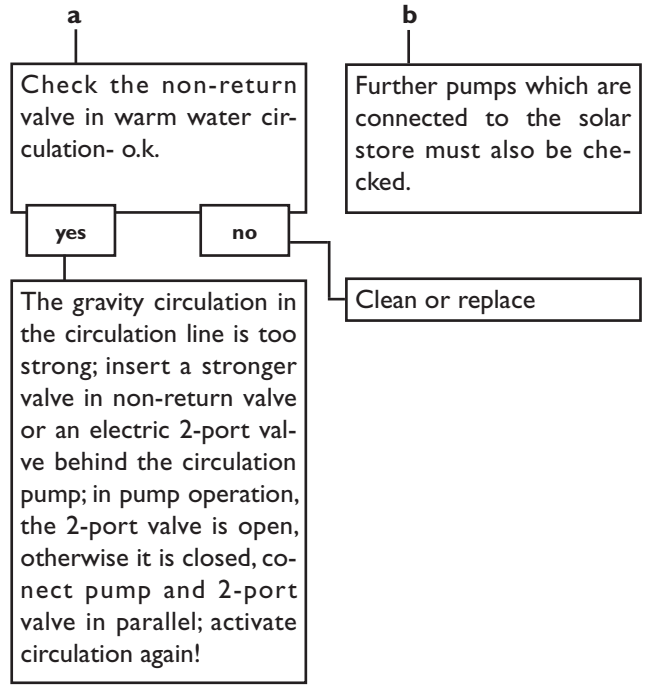 a
Check the non-return
valve in warm water cir-
culation- o.k.
yes
no
The gravity circulation in
the circulation line is too
strong; insert a stronger
valve in non-return valve
or an electric 2-port val-
ve behind the circulation
pump; in pump operation,
the 2-port valve is open,
otherwise it is closed, co-
nect pump and 2-port
valve in parallel; activate
circulation again!
b
Further pumps which are
connected to the solar
store must also be che-
cked.
Clean or replace